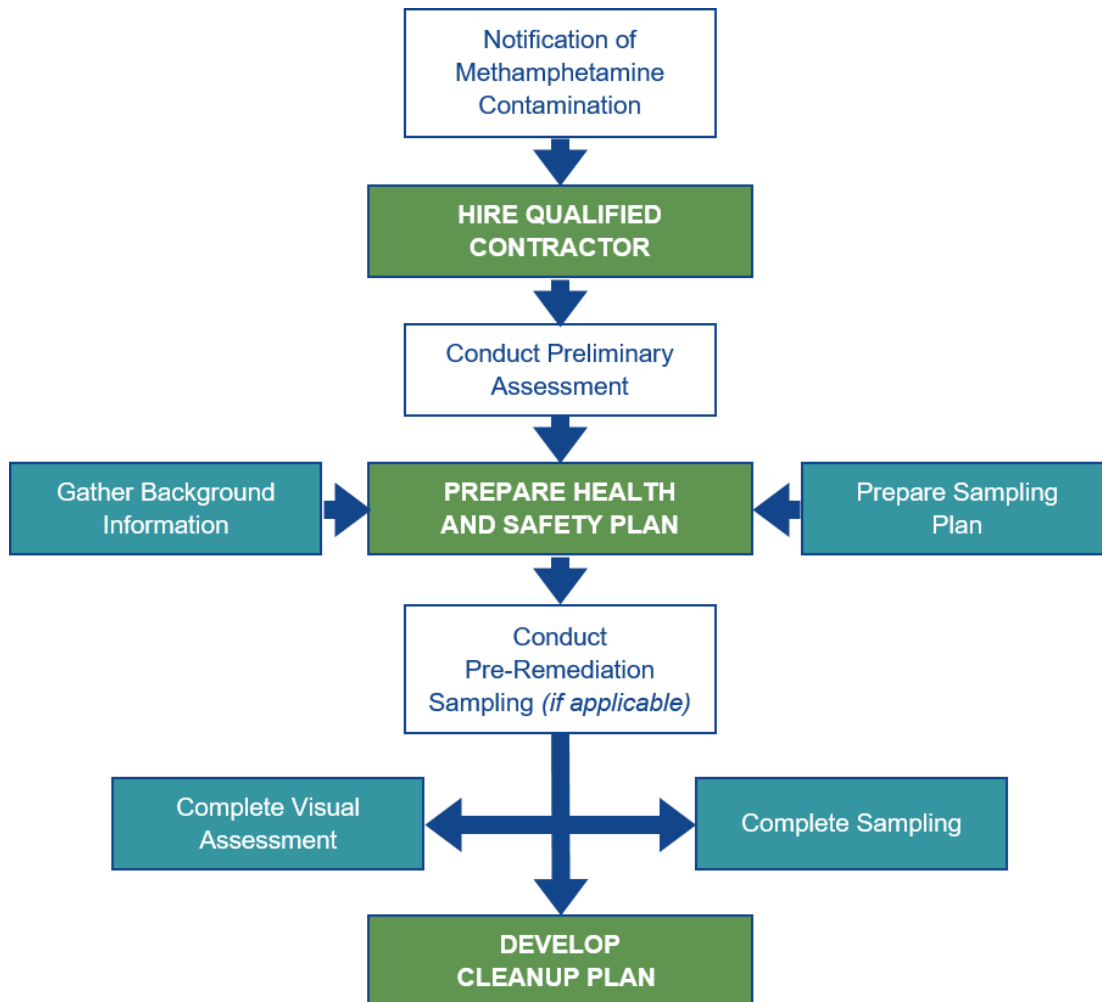 Notification of
Methamphetamine
Contamination
HIRE QUALIFIED
CONTRACTOR
Conduct Preliminary
Assessment
Gather Background
Information
PREPARE HEALTH
AND SAFETY PLAN
Prepare Sampling
Plan
Conduct
Pre-Remediation
Sampling (if applicable)
Complete Visual
Assessment
Complete Sampling
DEVELOP
CLEANUP PLAN